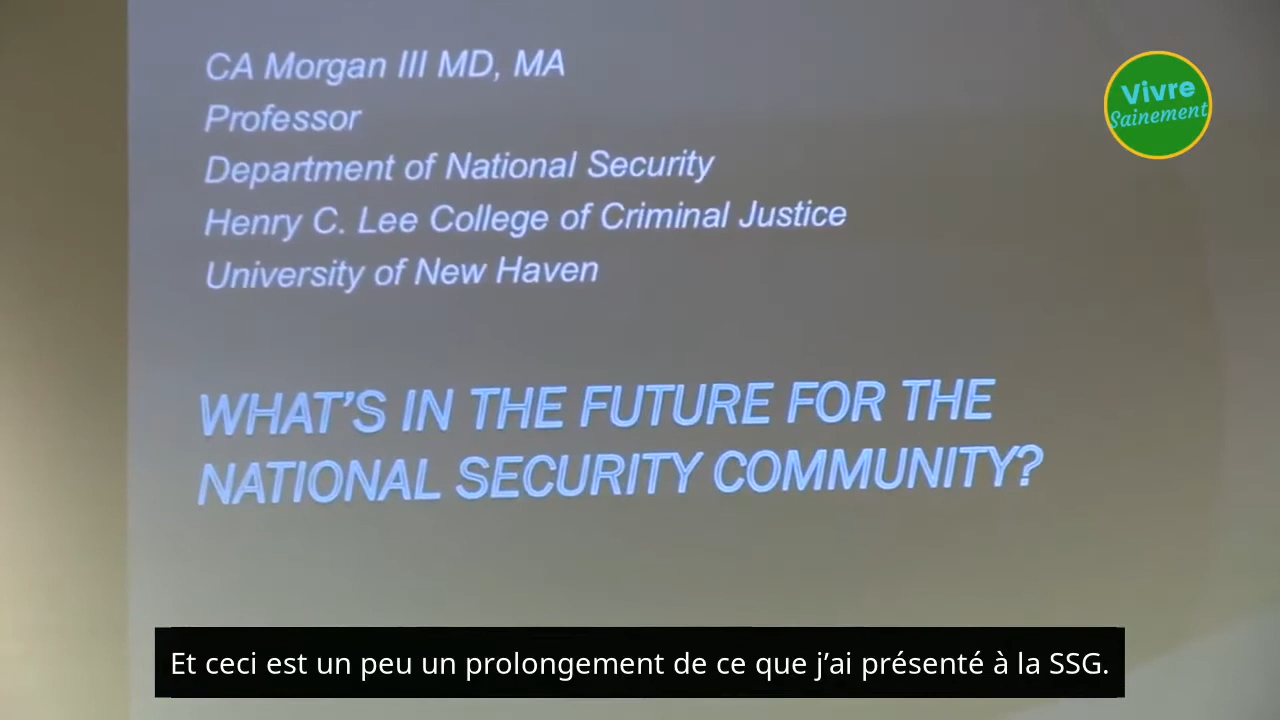 CA Morgan III MD, MA
Vivre
Sainement
Professor
Department of National Security
Henry C. Lee College of Criminal Justice
University of New Haven
WHAT'S IN THE FUTURE FOR THE
NATIONAL SECURITY COMMUNITY?
Et ceci est un peu un prolongement de ce que j’ai présenté à la SSG.